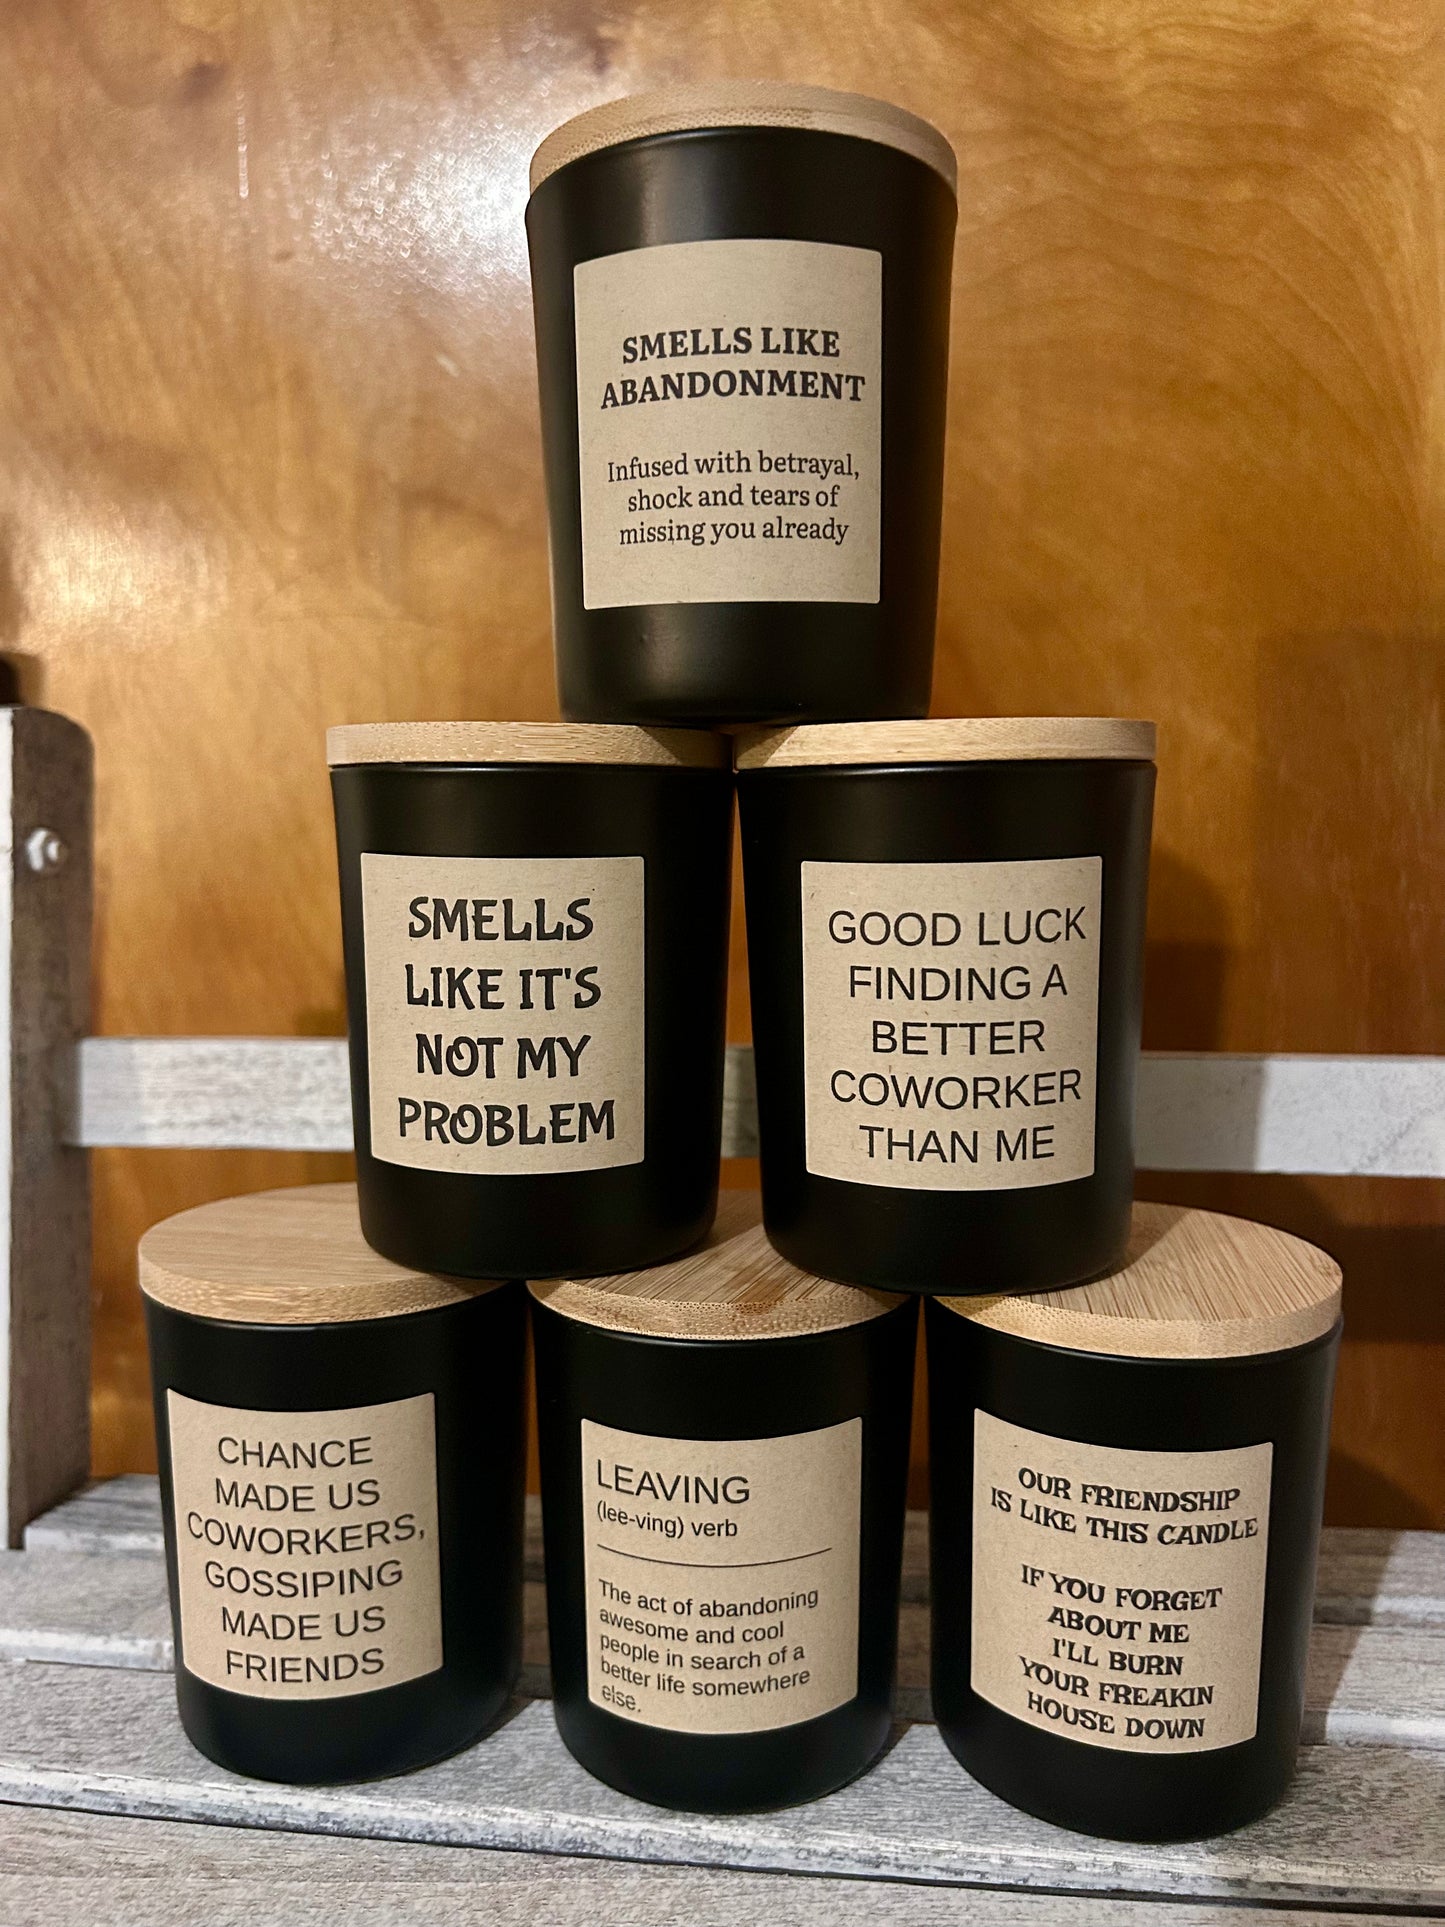 SMELLS LIKE
ABANDONMENT
Infused with betrayal,
shock and tears of
missing you already
SMELLS
LIKE IT'S
NOT MY
PROBLEM
GOOD LUCK
FINDING A
BETTER
COWORKER
THAN ME
CHANCE
MADE US
COWORKERS,
GOSSIPING
MADE US
FRIENDS
LEAVING
(lee-ving) verb
The act of abandoning
awesome and cool
people in search of a
better life somewhere
else.
OUR FRIENDSHIP
IS LIKE THIS CANDLE
IF YOU FORGET
ABOUT ME
I'LL BURN
YOUR FREAKIN
HOUSE DOWN